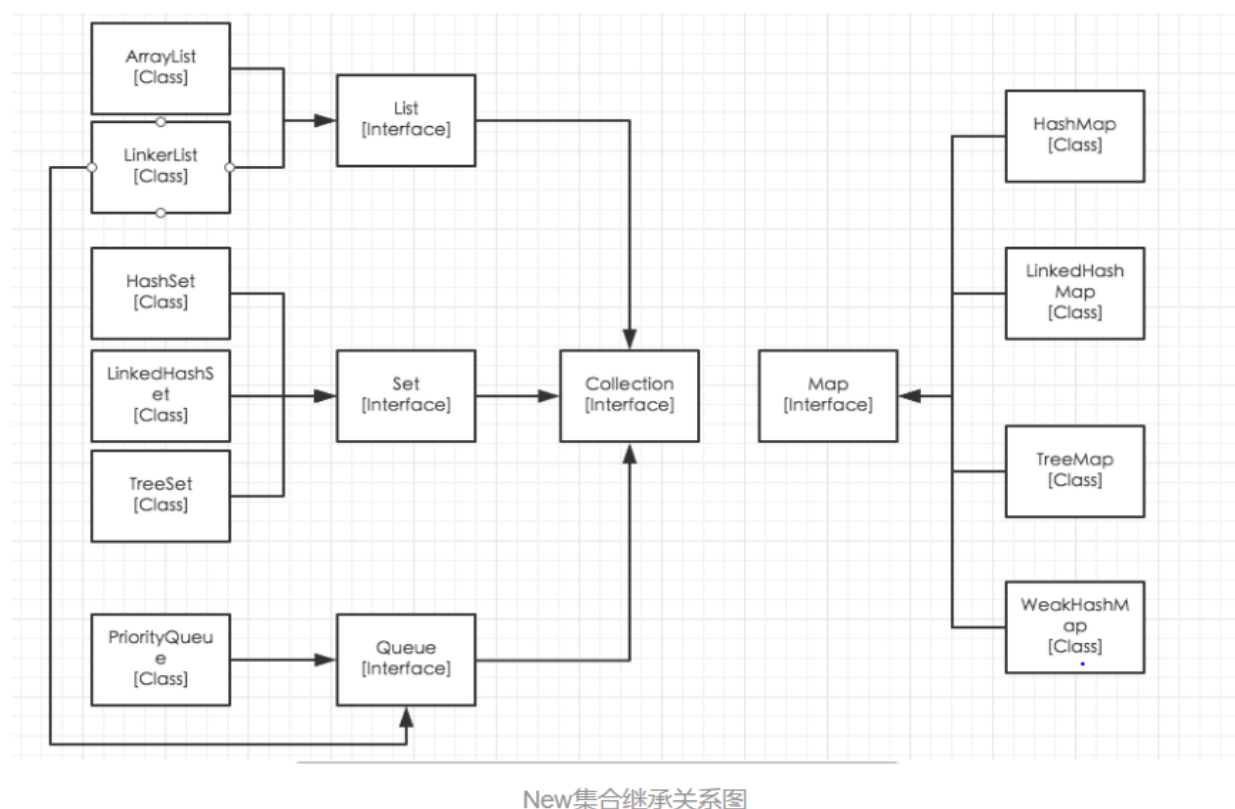 ArrayList
[Class]
LinkerList
[Class]
List
[Interface]
HashSet
[Class]
LinkedHashS
et
[Class]
TreeSet
[Class]
Set
[Interface]
PriorityQueu
e
[Class]
Queue
[Interface]
Collection
[Interface]
Map
[Interface]
HashMap
[Class]
LinkedHash
Map
[Class]
TreeMap
[Class]
WeakHashM
ap
[Class]
New集合继承关系图